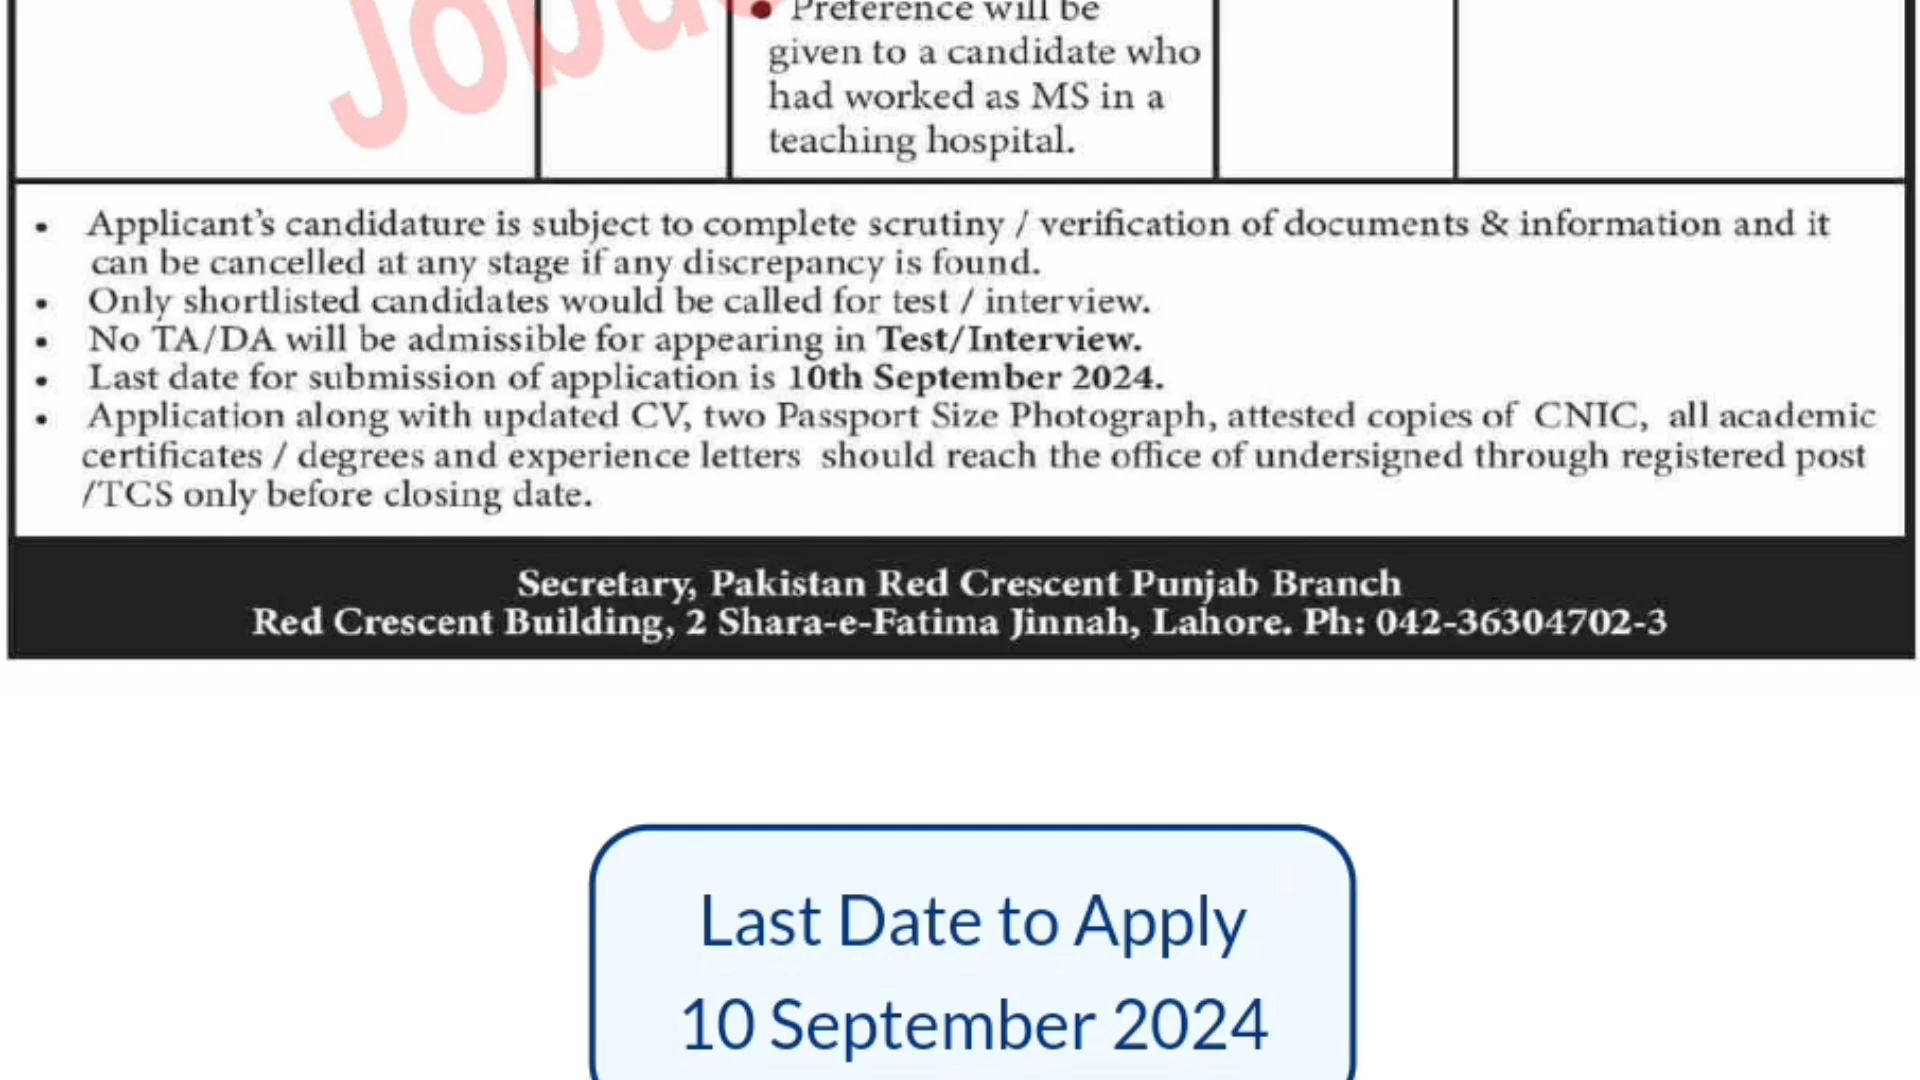 • Preference will be
given to a candidate who
had worked as MS in a
teaching hospital.
• Applicant's candidature is subject to complete scrutiny / verification of documents & information and it
can be cancelled at any stage if any discrepancy is found.
• Only shortlisted candidates would be called for test / interview.
• No TA/DA will be admissible for appearing in Test/Interview.
• Last date for submission of application is 10th September 2024.
• Application along with updated CV, two Passport Size Photograph, attested copies of CNIC, all academic
certificates / degrees and experience letters should reach the office of undersigned through registered post
/TCS only before closing date.
Secretary, Pakistan Red Crescent Punjab Branch
Red Crescent Building, 2 Shara-e-Fatima Jinnah, Lahore. Ph: 042-36304702-3
Last Date to Apply
10 September 2024